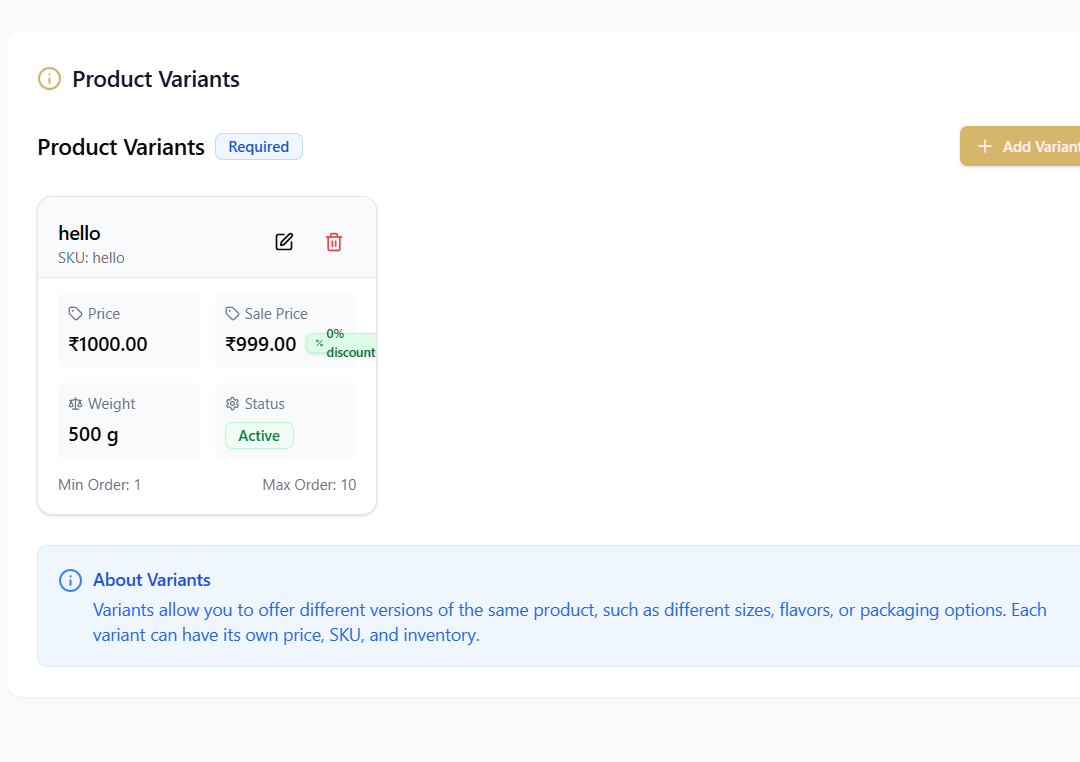 Product Variants
Product Variants Required
Add Variant
hello
SKU: hello
Price
₹1000.00
Sale Price
₹999.00
% 0%
discount
Weight
500 g
Status
Active
Min Order: 1
Max Order: 10
About Variants
Variants allow you to offer different versions of the same product, such as different sizes, flavors, or packaging options. Each
variant can have its own price, SKU, and inventory.